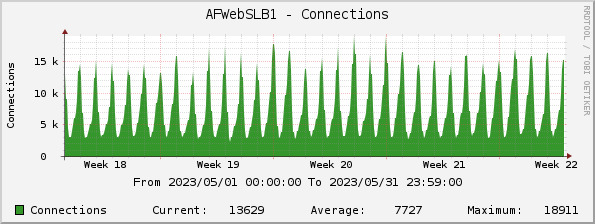 AFWebSLB1 - Connections
RRDTOOL / TOBI OETIKER
Connections
15 k
10 k
5 k
0
Week 18 Week 19 Week 20 Week 21 Week 22
From 2023/05/01 00:00:00 To 2023/05/31 23:59:00
Connections Current: 13629 Average: 7727 Maximum: 18911